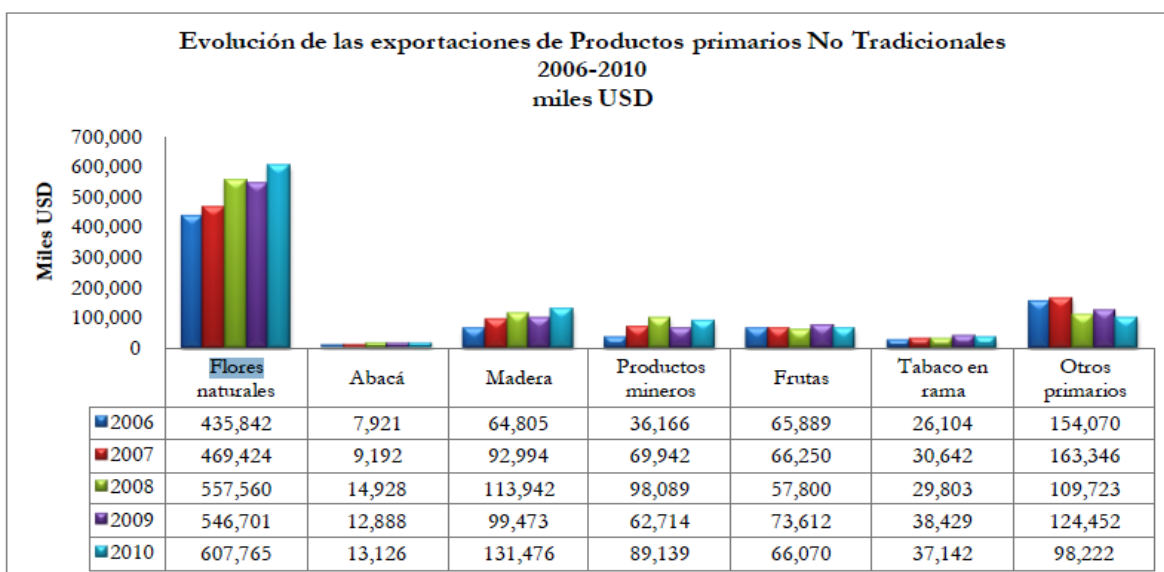 Evolución de las exportaciones de Productos primarios No Tradicionales
2006-2010
miles USD
Miles USD
700,000
600,000
500,000
400,000
300,000
200,000
100,000
0
Flores naturales Abacá Madera Productos mineros Frutas Tabaco en rama Otros primarios
2006 435,842 7,921 64,805 36,166 65,889 26,104 154,070
2007 469,424 9,192 92,994 69,942 66,250 30,642 163,346
2008 557,560 14,928 113,942 98,089 57,800 29,803 109,723
2009 546,701 12,888 99,473 62,714 73,612 38,429 124,452
2010 607,765 13,126 131,476 89,139 66,070 37,142 98,222